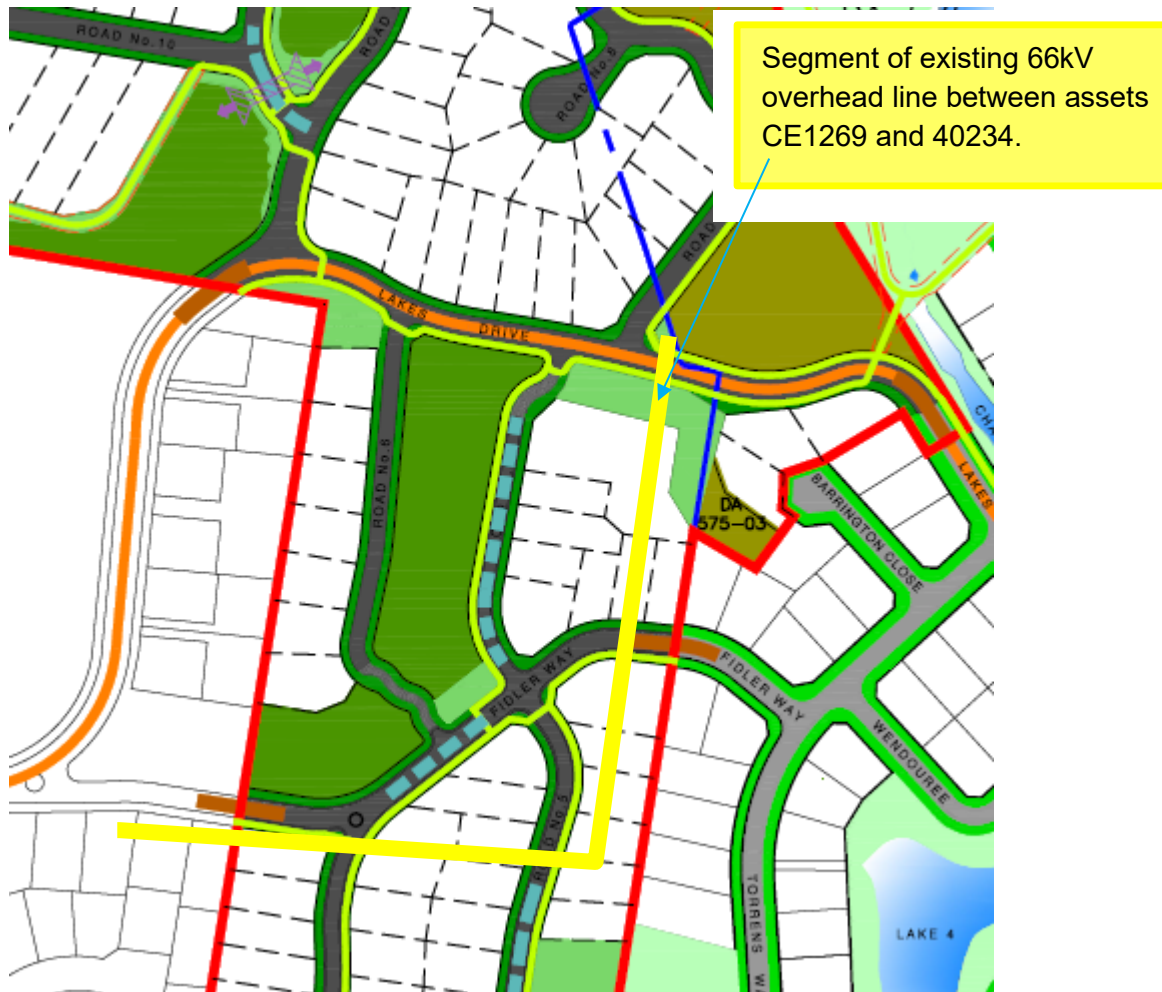 ROAD No.10
ROAD
ROAD No.8
Segment of existing 66kV
overhead line between assets
CE1269 and 40234.
ROAD
LAKES DRIVE
CHA
LAKES
ROAD No.6
DA
575-03
BARRINGTON CLOSE
FIDLER WAY
FIDLER WAY
WENDOUREE
D No.5
TORRENS WA
LAKE 4